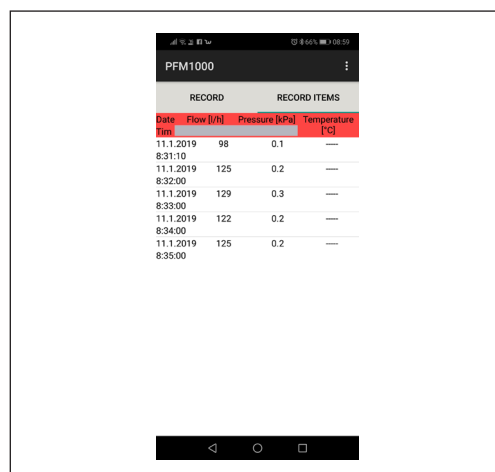 66% 08:59
PFM1000
RECORD RECORD ITEMS
Date Flow [l/h] Pressure [kPa] Temperature
Tim [°C]
11.1.2019 98 0.1 ----
8:31:10
11.1.2019 125 0.2 ----
8:32:00
11.1.2019 129 0.3 ----
8:33:00
11.1.2019 122 0.2 ----
8:34:00
11.1.2019 125 0.2 ----
8:35:00